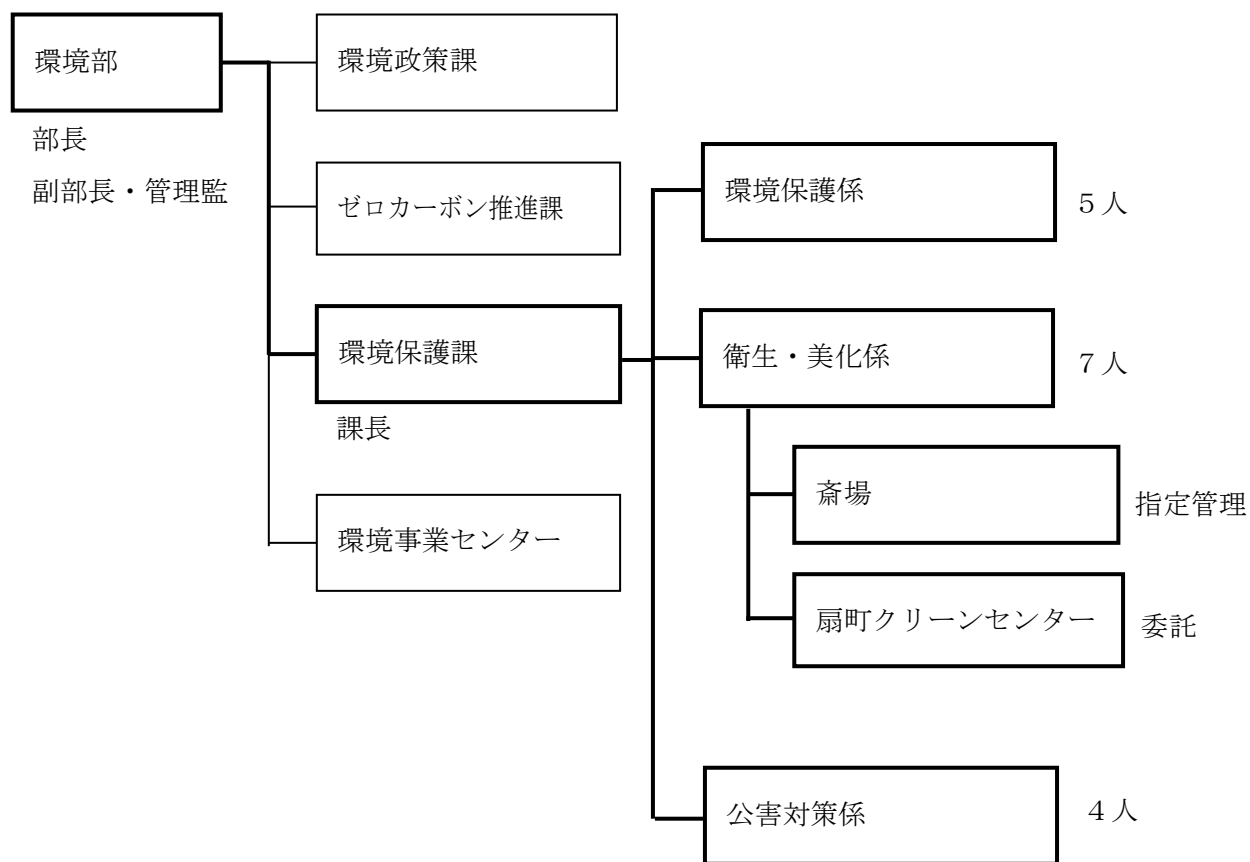 環境部
部長
副部長・管理監
環境政策課
ゼロカーボン推進課
環境保護課
課長
環境事業センター
環境保護係
５人
衛生・美化係
７人
斎場
指定管理
扇町クリーンセンター
委託
公害対策係
４人